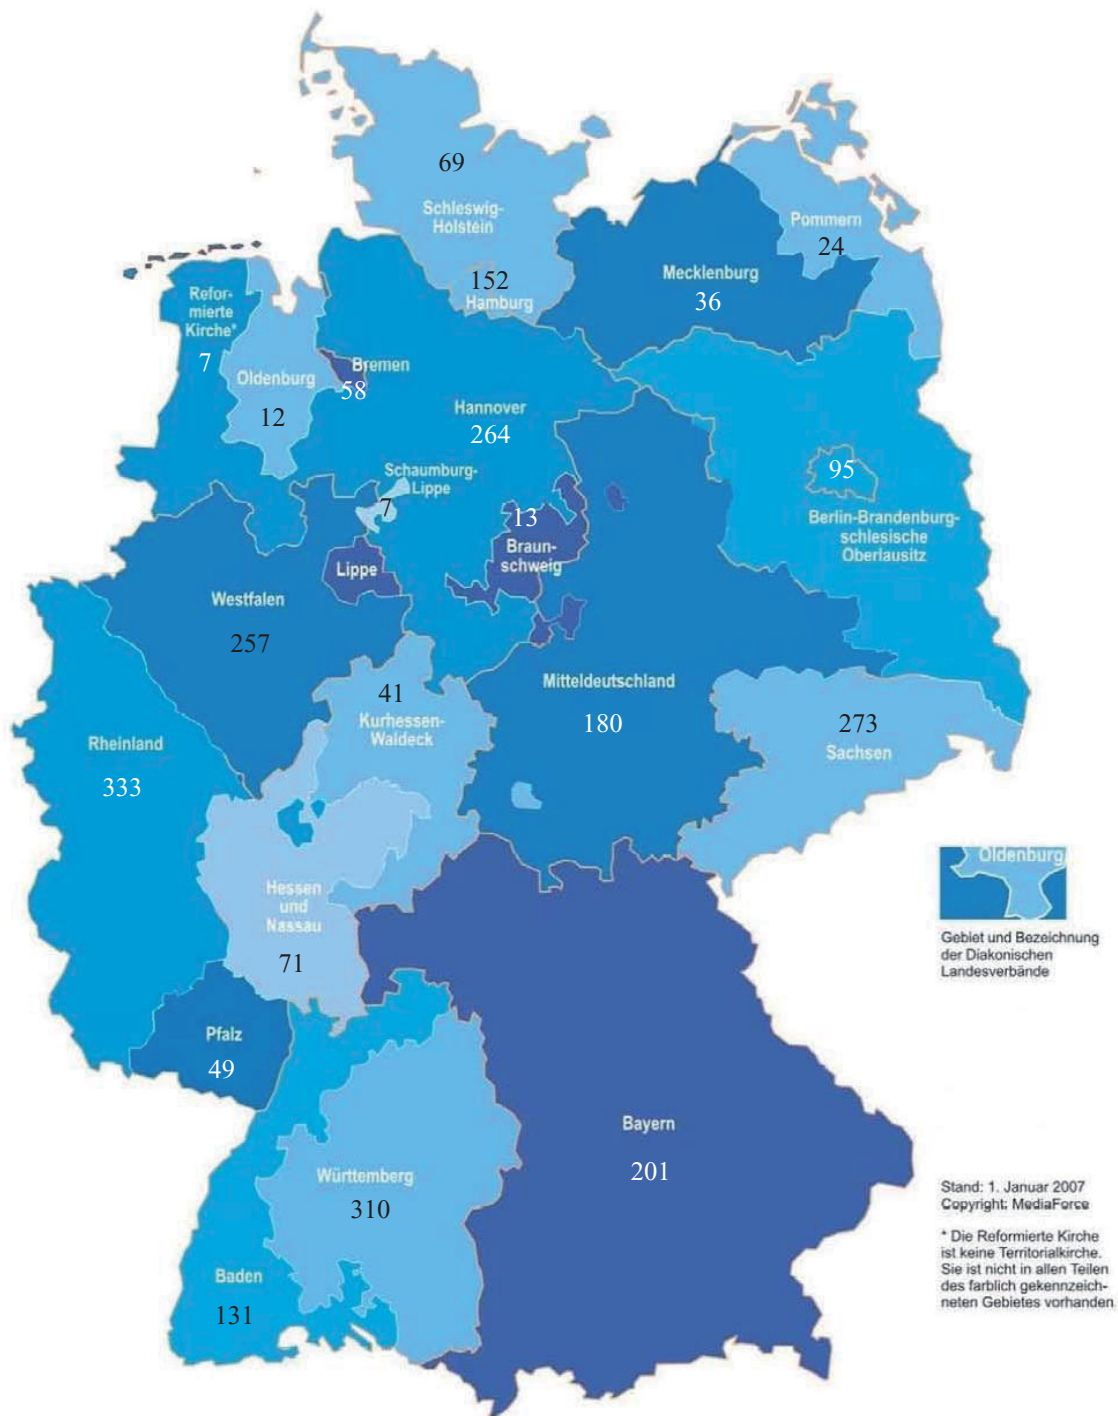 69
Schleswig-
Holstein
152
Hamburg
Pommern
24
Mecklenburg
36
Refor-
mierte
Kirche*
7
Oldenburg
12
Bremen
58
Hannover
264
Schaumburg-
Lippe
7
95
Berlin-Brandenburg-
schlesische
Oberlausitz
13
Braun-
schweig
Lippe
Westfalen
257
41
Kurhessen-
Waldeck
Mitteldeutschland
180
273
Sachsen
Rheinland
333
Hessen
und
Nassau
71
Pfalz
49
Bayern
201
Württemberg
310
Baden
131
Oldenburg
Gebiet und Bezeichnung
der Diakonischen
Landesverbände
Stand: 1. Januar 2007
Copyright: MediaForce
* Die Reformierte Kirche
ist keine Territorialkirche.
Sie ist nicht in allen Teilen
des farblich gekennzeich-
neten Gebietes vorhanden